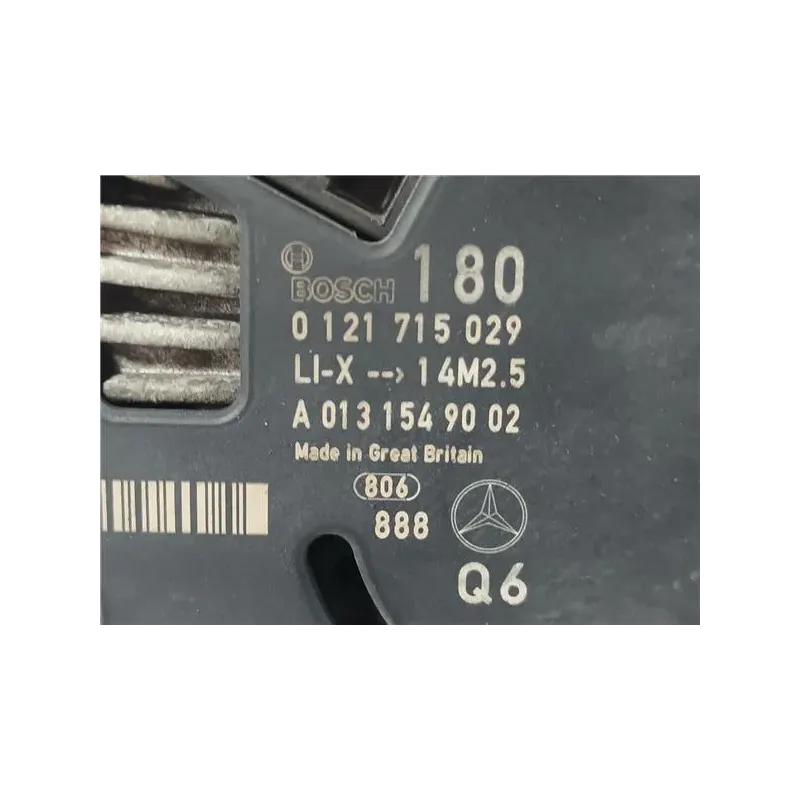 BOSCH 180
0 121 715 029
LI-X --> 14M2.5
A 013 154 90 02
Made in Great Britain
806
888
Q6